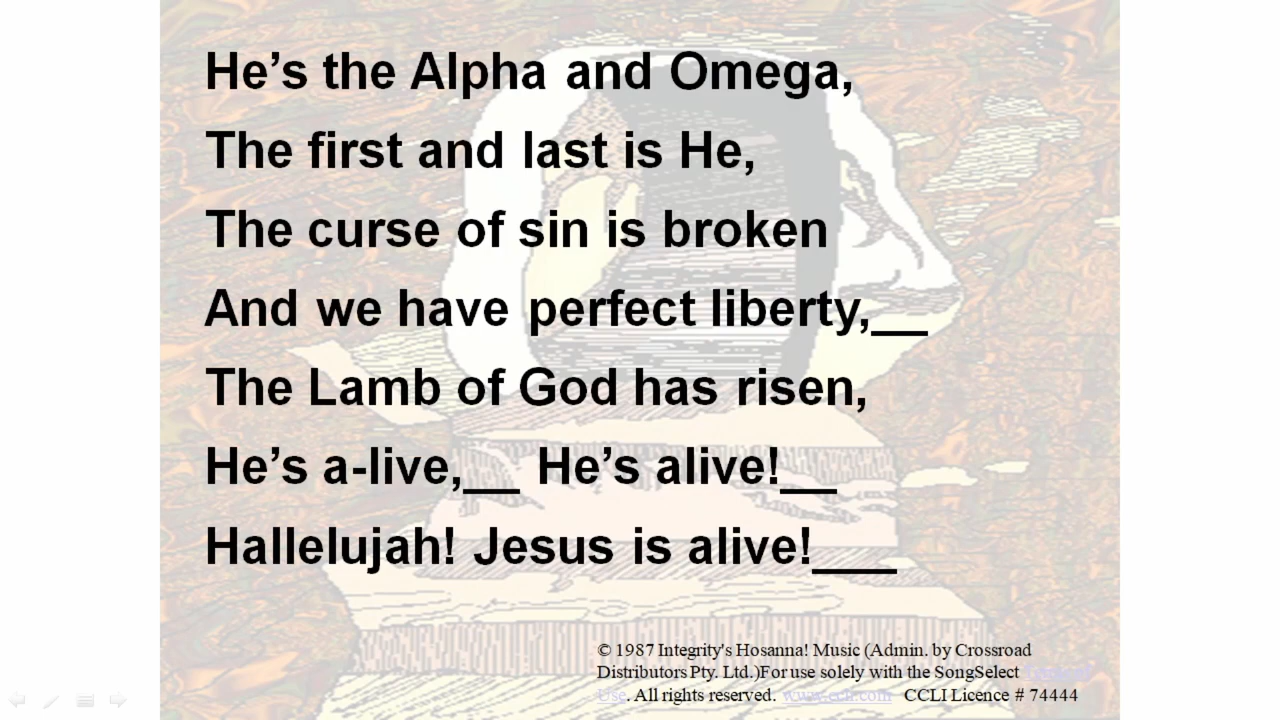 He’s the Alpha and Omega,
The first and last is He,
The curse of sin is broken
And we have perfect liberty,__
The Lamb of God has risen,
He’s a-live,__ He’s alive!__
Hallelujah! Jesus is alive!___
© 1987 Integrity's Hosanna! Music (Admin. by Crossroad
Distributors Pty. Ltd.)For use solely with the SongSelect
Use. All rights reserved. www.ccli.com CCLI Licence # 74444